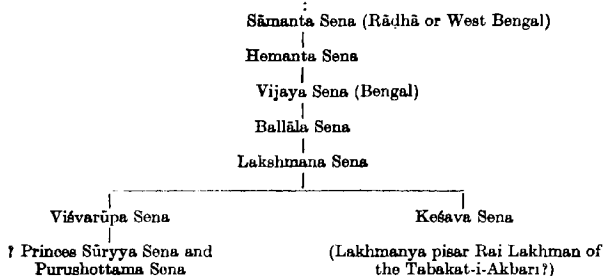 Sāmanta Sena (Rāḍhā or West Bengal)
Hemanta Sena
Vijaya Sena (Bengal)
Ballāla Sena
Lakshmana Sena
Viśvarūpa Sena
Keśava Sena
? Princes Sūryya Sena and
Purushottama Sena
(Lakhmanya pisar Rai Lakhman of
the Tabakat-i-Akbarī?)